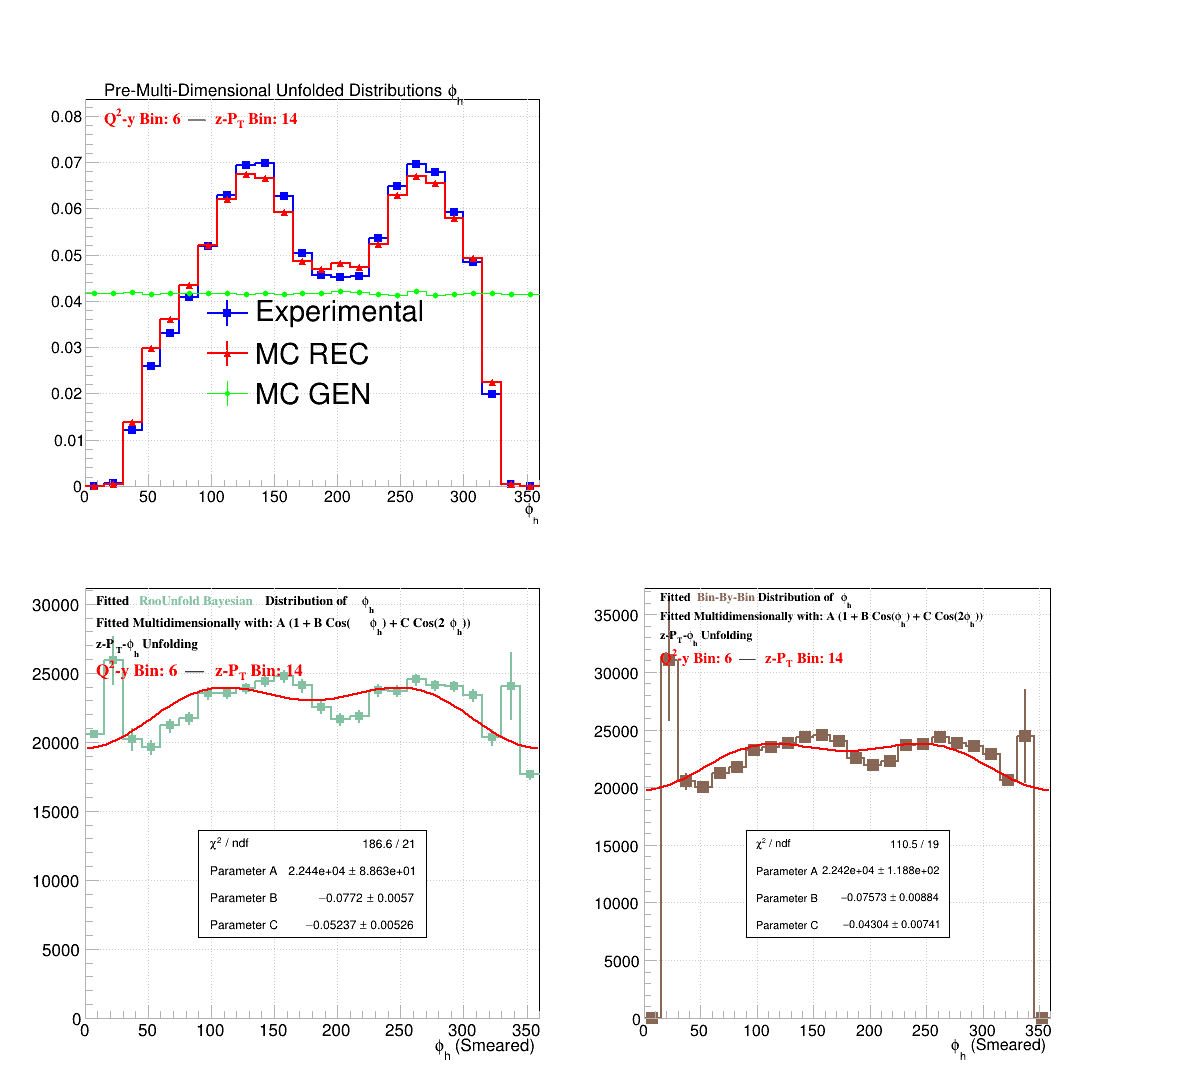 Pre-Multi-Dimensional Unfolded Distributions ϕh
Q2-y Bin: 6 — z-PT Bin: 14
0.08
0.07
0.06
0.05
0.04
0.03
0.02
0.01
0
Experimental
MC REC
MC GEN
0 50 100 150 200 250 300 350
ϕh
Fitted RooUnfold Bayesian Distribution of ϕh
Fitted Multidimensionally with: A (1 + B Cos( ϕh) + C Cos(2 ϕh))
z-PT-ϕh Unfolding
Q2-y Bin: 6 — z-PT Bin: 14
30000
25000
20000
15000
10000
5000
0
χ2 / ndf 186.6 / 21
Parameter A 2.244e+04 ± 8.863e+01
Parameter B −0.0772 ± 0.0057
Parameter C −0.05237 ± 0.00526
0 50 100 150 200 250 300 350
ϕh (Smeared)
Fitted Bin-By-Bin Distribution of ϕh
Fitted Multidimensionally with: A (1 + B Cos(ϕh) + C Cos(2ϕh))
z-PT-ϕh Unfolding
Q2-y Bin: 6 — z-PT Bin: 14
35000
30000
25000
20000
15000
10000
5000
0
χ2 / ndf 110.5 / 19
Parameter A 2.242e+04 ± 1.188e+02
Parameter B −0.07573 ± 0.00884
Parameter C −0.04304 ± 0.00741
0 50 100 150 200 250 300 350
ϕh (Smeared)